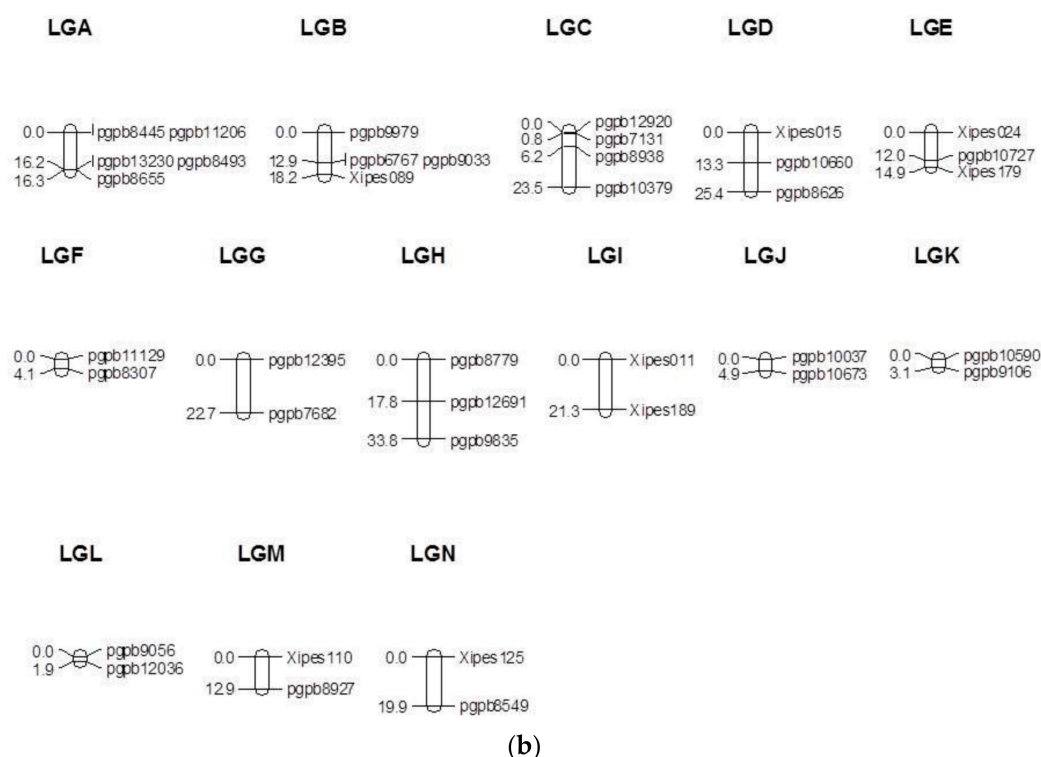 LGA LGB LGC LGD LGE
0.0 pgpb8445 pgpb11206
16.2 pgpb13230 pgpb8493
16.3 pgpb8655
0.0 pgpb9979
12.9 pgpb6767 pgpb9033
18.2 Xipes089
0.0 pgpb12920
0.8 pgpb7131
6.2 pgpb8938
23.5 pgpb10379
0.0 Xipes015
13.3 pgpb10660
25.4 pgpb8626
0.0 Xipes024
12.0 pgpb10727
14.9 Xipes179
LGF LGG LGH LGI LGJ LGK
0.0 pgpb11129
4.1 pgpb8307
0.0 pgpb12395
22.7 pgpb7682
0.0 pgpb8779
17.8 pgpb12691
33.8 pgpb9835
0.0 Xipes011
21.3 Xipes189
0.0 pgpb10037
4.9 pgpb10673
0.0 pgpb10590
3.1 pgpb9106
LGL LGM LGN
0.0 pgpb9056
1.9 pgpb12036
0.0 Xipes110
12.9 pgpb8927
0.0 Xipes125
19.9 pgpb8549
(b)